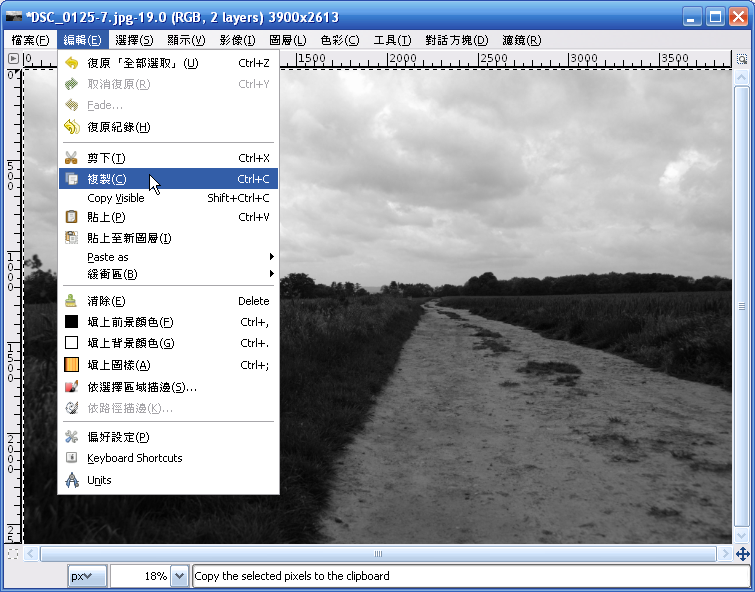 *DSC_0125-7.jpg-19.0 (RGB, 2 layers) 3900x2613
檔案(F) 編輯(E) 選擇(S) 顯示(V) 影像(I) 圖層(L) 色彩(C) 工具(T) 對話方塊(D) 濾鏡(R)
0 1500 2000 2500 3000 3500
復原「全部選取」(U) Ctrl+Z
取消復原(R) Ctrl+Y
Fade...
復原紀錄(H)
剪下(T) Ctrl+X
複製(C) Ctrl+C
Copy Visible Shift+Ctrl+C
貼上(P) Ctrl+V
貼上至新圖層(I)
Paste as
緩衝區(B)
清除(E) Delete
填上前景顏色(F) Ctrl+,
填上背景顏色(G) Ctrl+.
填上圖樣(A) Ctrl+;
依選擇區域描邊(S)...
依路徑描邊(K)...
偏好設定(P)
Keyboard Shortcuts
Units
0
500
1000
1500
2000
25
px 18% Copy the selected pixels to the clipboard